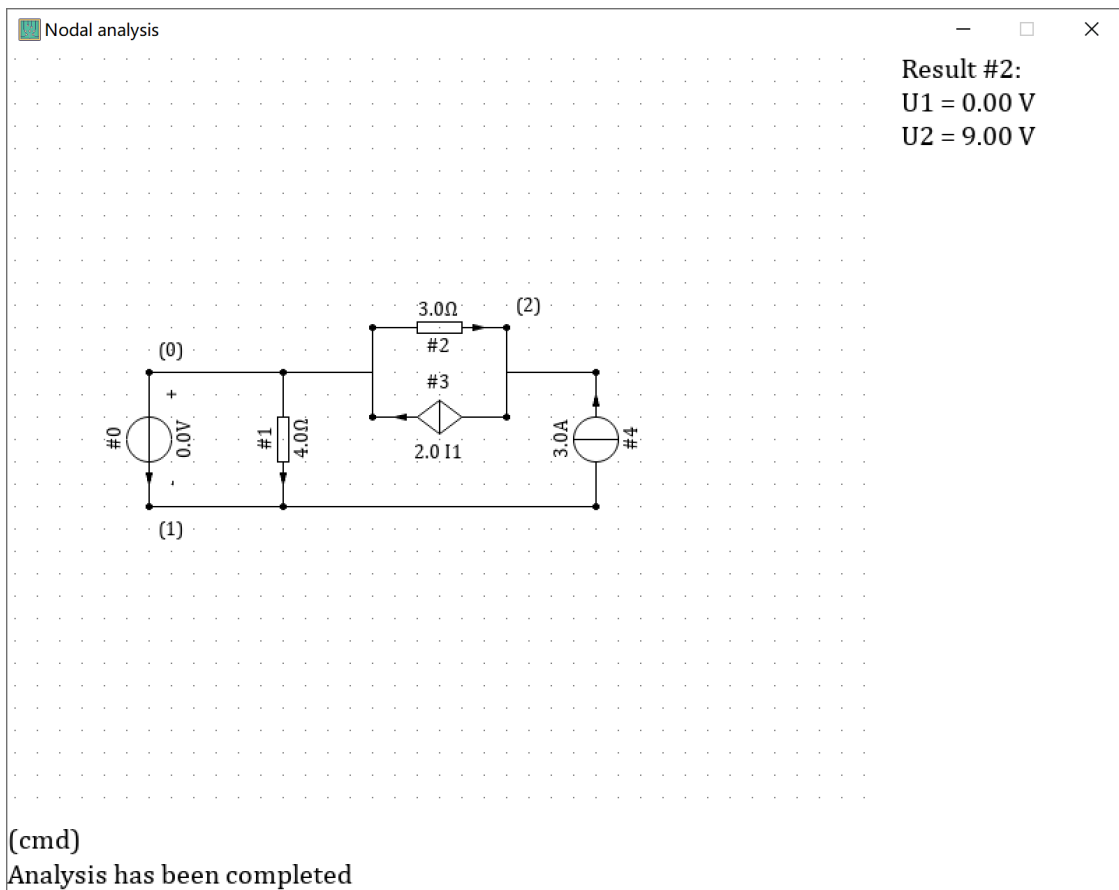 Nodal analysis
Result #2:
U1 = 0.00 V
U2 = 9.00 V
3.0Ω
(2)
#2
(0)
#3
+
#0
0.0V
#1
4.0Ω
2.0 I1
3.0A
#4
-
(1)
(cmd)
Analysis has been completed